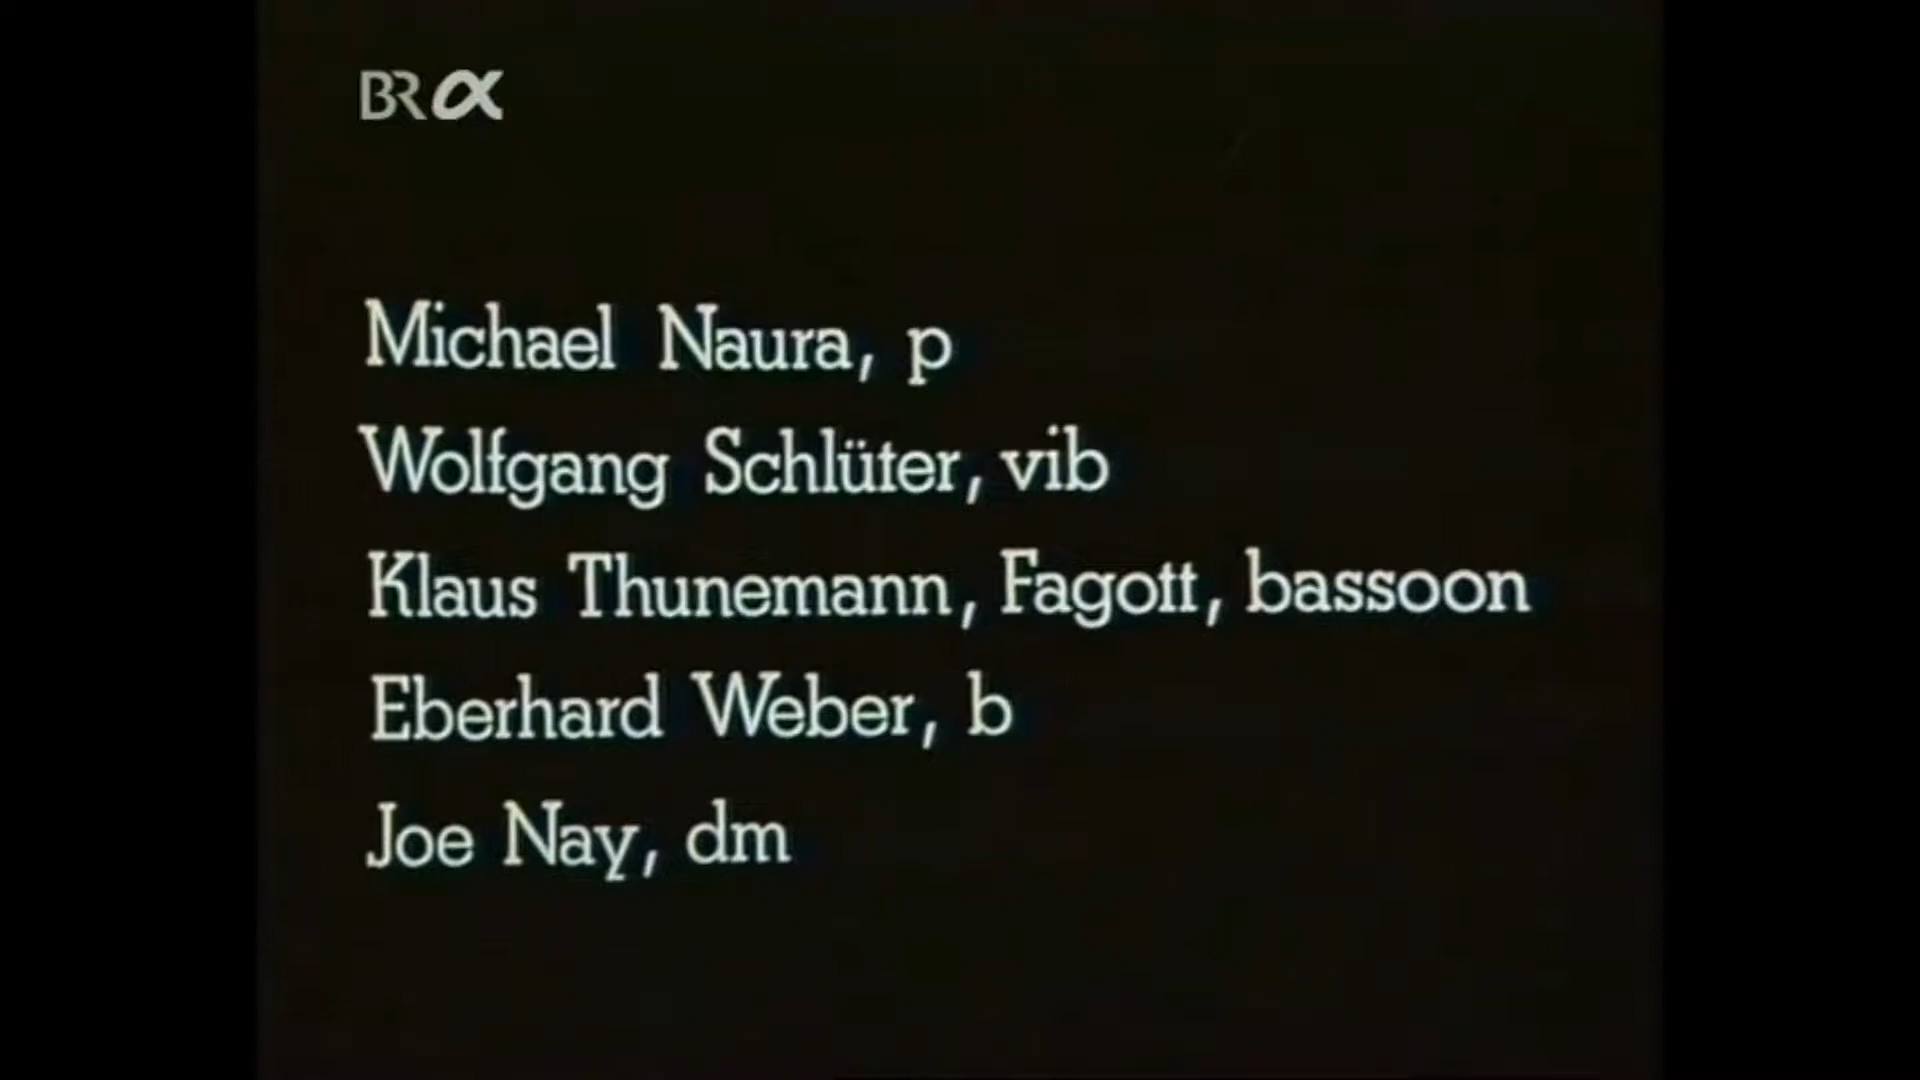 BRα
Michael Naura, p
Wolfgang Schlüter, vib
Klaus Thunemann, Fagott, bassoon
Eberhard Weber, b
Joe Nay, dm